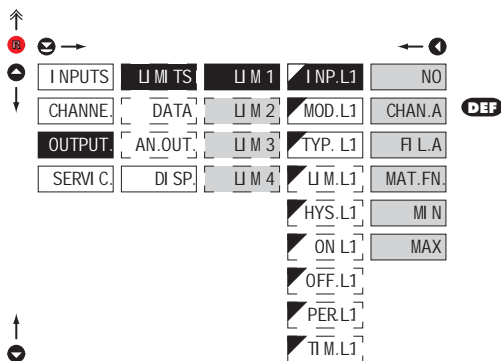 R
INPUTS LIMITS LIM 1 INP.L1 NO
CHANNE. DATA LIM 2 MOD.L1 CHAN.A DEF
OUTPUT. AN.OUT. LIM 3 TYP. L1 FIL.A
SERVIC. DISP. LIM 4 LIM.L1 MAT.FN.
HYS.L1 MIN
ON L1 MAX
OFF.L1
PER.L1
TIM.L1